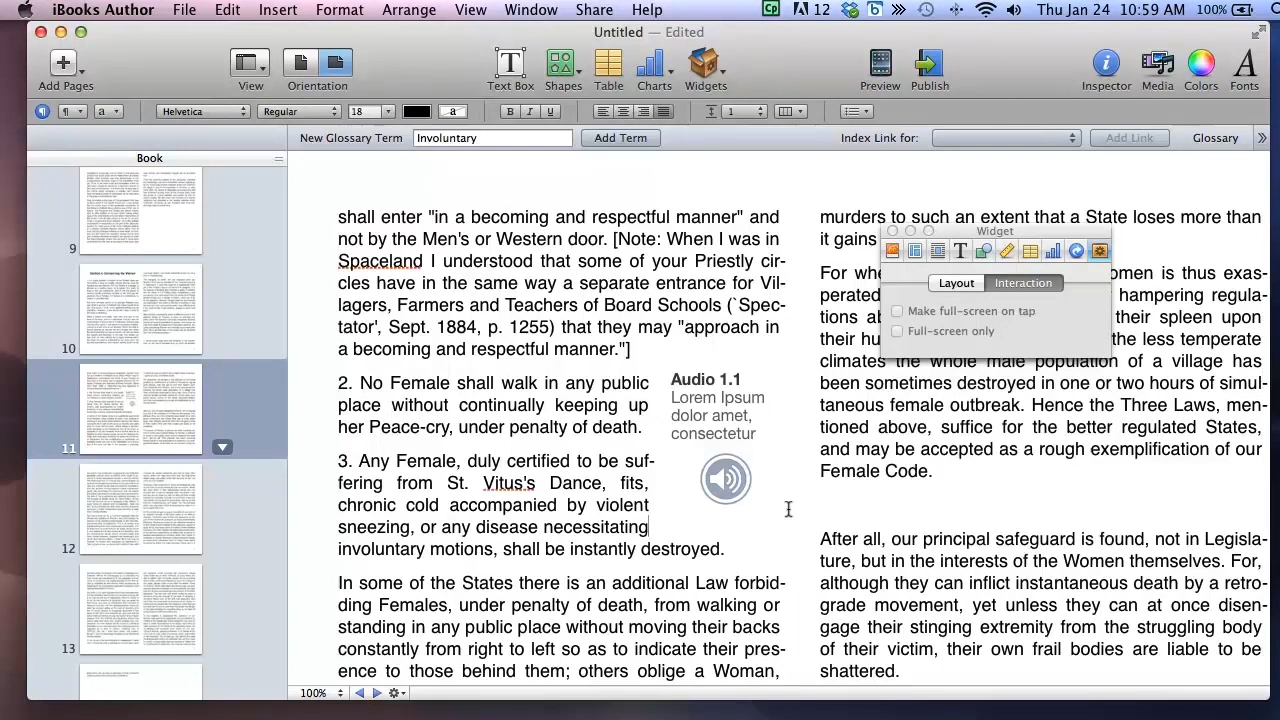 iBooks Author File Edit Insert Format Arrange View Window Share Help 12 Thu Jan 24 10:59 AM 100%
Untitled — Edited
Add Pages View Orientation Text Box Shapes Table Charts Widgets Preview Publish Inspector Media Colors Fonts
Helvetica Regular 18 a B I U 1
New Glossary Term Involuntary Add Term Index Link for: Add Link Glossary
Book
9
10
11
12
13
shall enter "in a becoming and respectful manner" and
not by the Men's or Western door. [Note: When I was in
Spaceland I understood that some of your Priestly cir-
cles have in the same way a separate entrance for Vil-
lagers, Farmers and Teachers of Board Schools (`Spec-
tator', Sept. 1884, p. 1255) that they may "approach in
a becoming and respectful manner."]
2. No Female shall walk in any public
place without continually keeping up
her Peace-cry, under penalty of death.
3. Any Female, duly certified to be suf-
fering from St. Vitus's Dance, fits,
chronic cold accompanied by violent
sneezing, or any disease necessitating
involuntary motions, shall be instantly destroyed.
In some of the States there is an additional Law forbid-
ding Females, under penalty of death, from walking or
standing in any public place without moving their backs
constantly from right to left so as to indicate their pres-
ence to those behind them; others oblige a Woman,
Audio 1.1
Lorem Ipsum
dolor amet,
consectetur
murders to such an extent that a State loses more than
it gains
For whe
omen is thus exas-
perated
hampering regula-
tions a
their spleen upon
their hu
the less temperate
climates the whole male population of a village has
been sometimes destroyed in one or two hours of simul-
taneous female outbreak. Hence the Three Laws, men-
tioned above, suffice for the better regulated States,
and may be accepted as a rough exemplification of our
Female Code.
After all, our principal safeguard is found, not in Legisla-
ture, but in the interests of the Women themselves. For,
although they can inflict instantaneous death by a retro-
grade movement, yet unless they can at once disen-
gage their stinging extremity from the struggling body
of their victim, their own frail bodies are liable to be
shattered.
Widget
Layout Interaction
Make full-screen on tap
Full-screen only
100%